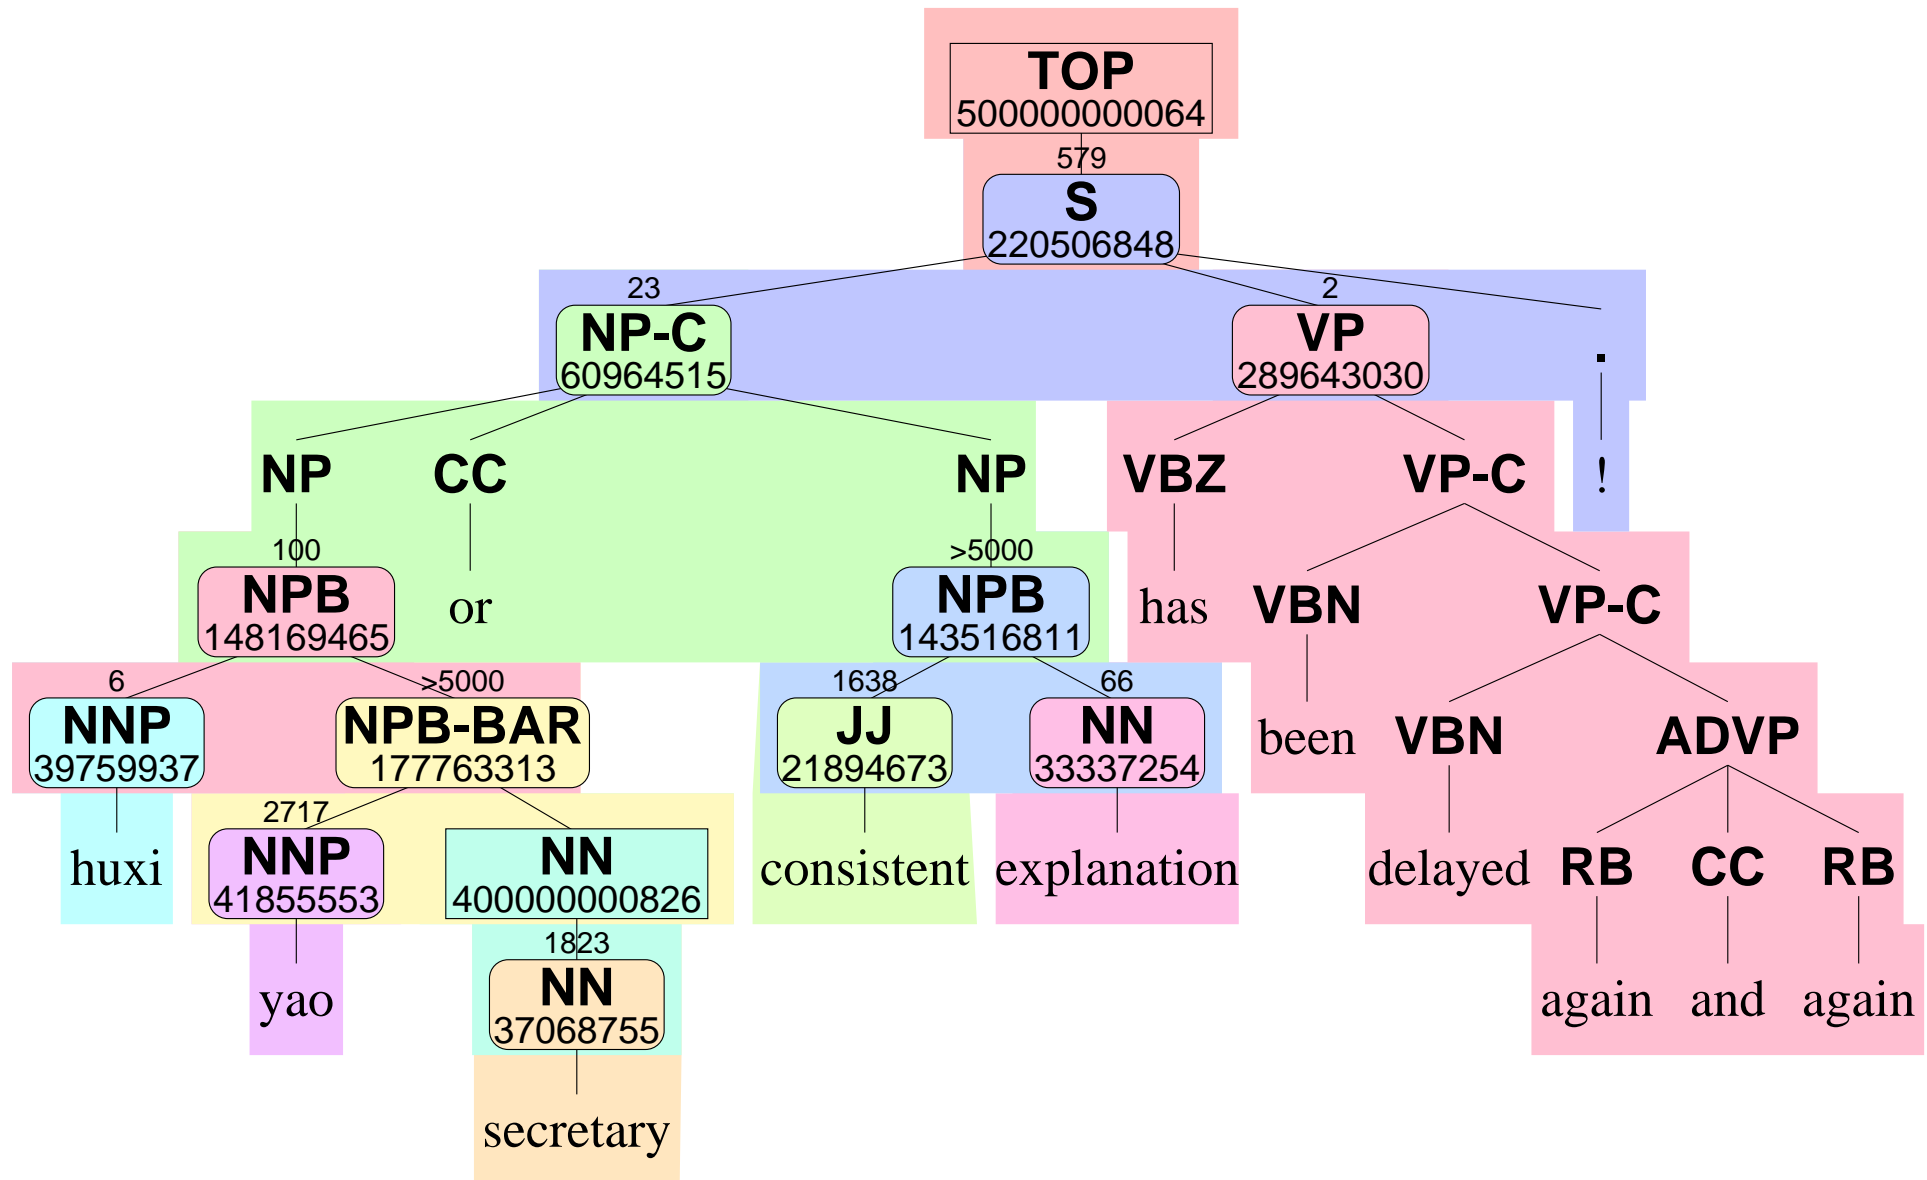 TOP
500000000064
579
S
220506848
23 2
NP-C VP .
60964515 289643030
NP CC NP VBZ VP-C !
100 >5000
NPB or NPB has VBN VP-C
148169465 143516811
6 >5000 1638 66
NNP NPB-BAR JJ NN been VBN ADVP
39759937 177763313 21894673 33337254
2717
huxi NNP NN consistent explanation delayed RB CC RB
41855553 400000000826
1823
yao NN again and again
37068755
secretary